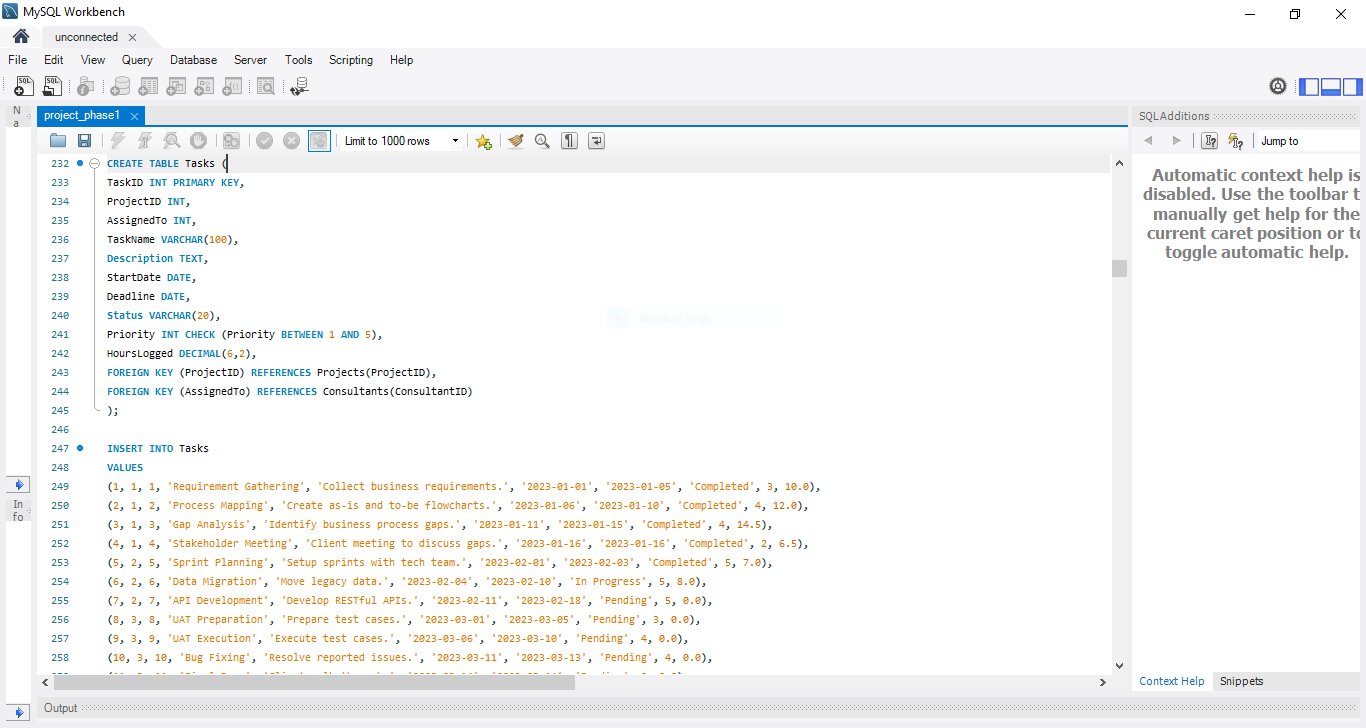 MySQL Workbench
unconnected
File Edit View Query Database Server Tools Scripting Help
SQL SQL
N
a
project_phase1
Limit to 1000 rows
232 CREATE TABLE Tasks (
233 TaskID INT PRIMARY KEY,
234 ProjectID INT,
235 AssignedTo INT,
236 TaskName VARCHAR(100),
237 Description TEXT,
238 StartDate DATE,
239 Deadline DATE,
240 Status VARCHAR(20),
241 Priority INT CHECK (Priority BETWEEN 1 AND 5),
242 HoursLogged DECIMAL(6,2),
243 FOREIGN KEY (ProjectID) REFERENCES Projects(ProjectID),
244 FOREIGN KEY (AssignedTo) REFERENCES Consultants(ConsultantID)
245 );
246
247 INSERT INTO Tasks
248 VALUES
249 (1, 1, 1, 'Requirement Gathering', 'Collect business requirements.', '2023-01-01', '2023-01-05', 'Completed', 3, 10.0),
250 (2, 1, 2, 'Process Mapping', 'Create as-is and to-be flowcharts.', '2023-01-06', '2023-01-10', 'Completed', 4, 12.0),
251 (3, 1, 3, 'Gap Analysis', 'Identify business process gaps.', '2023-01-11', '2023-01-15', 'Completed', 4, 14.5),
252 (4, 1, 4, 'Stakeholder Meeting', 'Client meeting to discuss gaps.', '2023-01-16', '2023-01-16', 'Completed', 2, 6.5),
253 (5, 2, 5, 'Sprint Planning', 'Setup sprints with tech team.', '2023-02-01', '2023-02-03', 'Completed', 5, 7.0),
254 (6, 2, 6, 'Data Migration', 'Move legacy data.', '2023-02-04', '2023-02-10', 'In Progress', 5, 8.0),
255 (7, 2, 7, 'API Development', 'Develop RESTful APIs.', '2023-02-11', '2023-02-18', 'Pending', 5, 0.0),
256 (8, 3, 8, 'UAT Preparation', 'Prepare test cases.', '2023-03-01', '2023-03-05', 'Pending', 3, 0.0),
257 (9, 3, 9, 'UAT Execution', 'Execute test cases.', '2023-03-06', '2023-03-10', 'Pending', 4, 0.0),
258 (10, 3, 10, 'Bug Fixing', 'Resolve reported issues.', '2023-03-11', '2023-03-13', 'Pending', 4, 0.0),
In
fo
Window Snip
SQLAdditions
Jump to
Automatic context help is
disabled. Use the toolbar t
manually get help for the
current caret position or to
toggle automatic help.
Context Help Snippets
Output